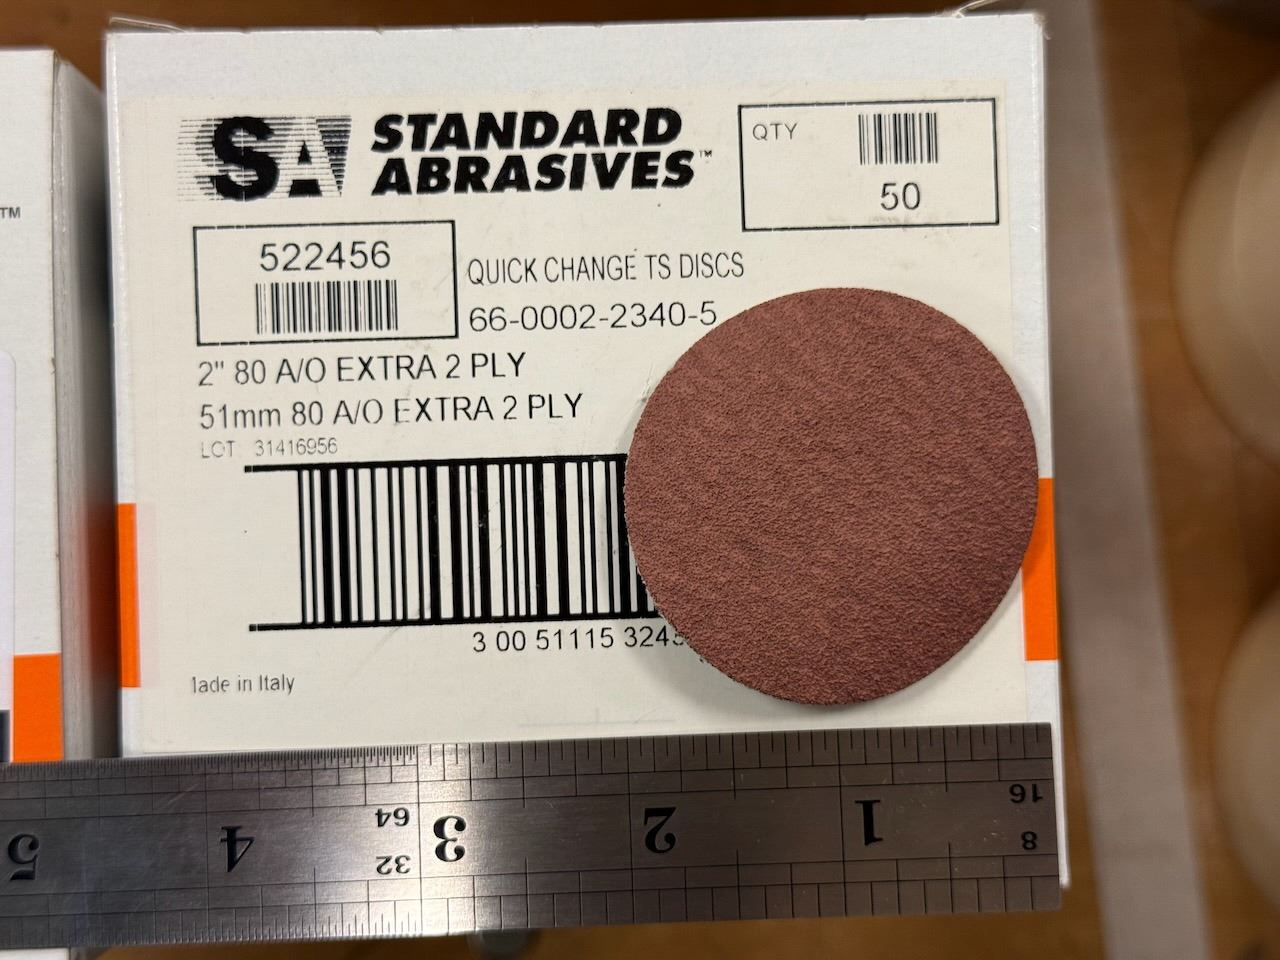 SA STANDARD
ABRASIVES™
QTY
50
522456
QUICK CHANGE TS DISCS
66-0002-2340-5
2" 80 A/O EXTRA 2 PLY
51mm 80 A/O EXTRA 2 PLY
LOT 31416956
3 00 51115 3245
lade in Italy
TM
5 4 3 2 1
64
32
16
8